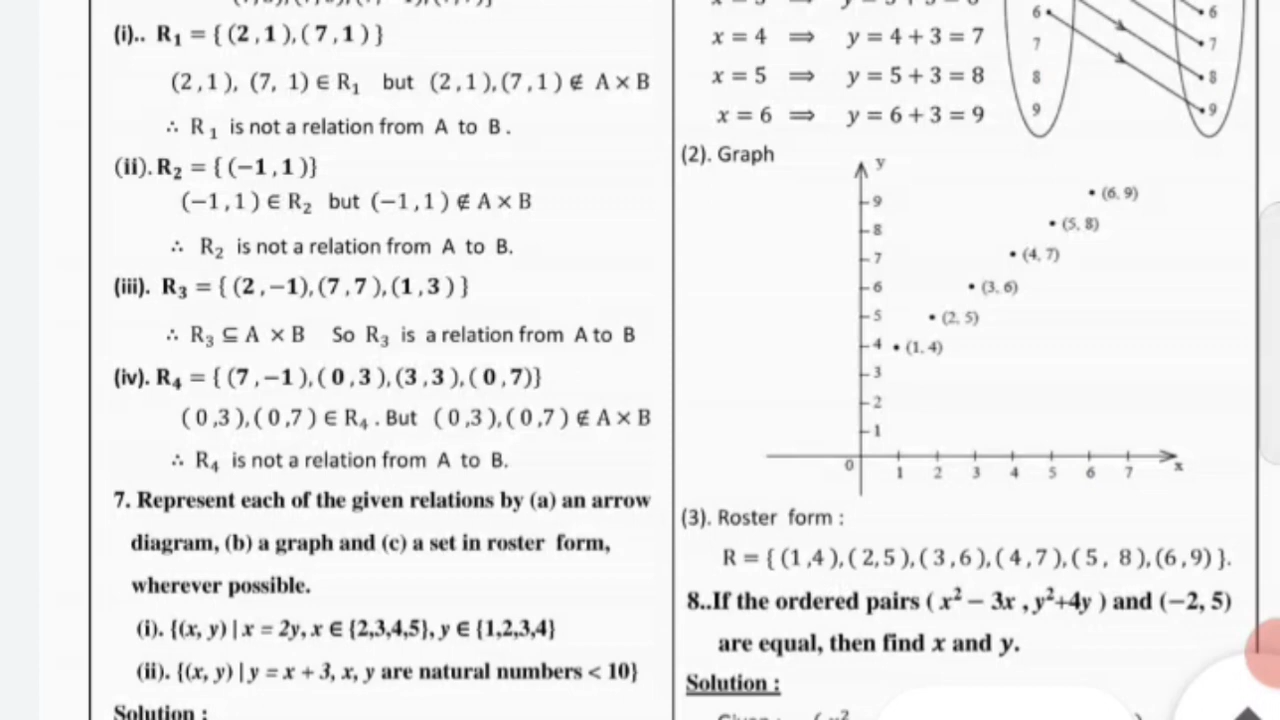 (i).. R₁ = { (2 ,1 ), ( 7 ,1 ) }
(2 ,1 ), (7, 1) ∈ R₁ but (2 ,1 ),(7 ,1 ) ∉ A × B
∴ R ₁ is not a relation from A to B .
(ii). R₂ = { (−1 ,1 )}
(−1 ,1 ) ∈ R₂ but (−1 ,1 ) ∉ A × B
∴ R₂ is not a relation from A to B.
(iii). R₃ = { (2 ,−1), (7 ,7 ), (1 ,3 ) }
∴ R₃ ⊆ A × B So R₃ is a relation from A to B
(iv). R₄ = { (7 ,−1 ), ( 0 ,3 ), (3 ,3 ), ( 0 ,7)}
( 0 ,3 ), ( 0 ,7 ) ∈ R₄ . But ( 0 ,3 ), ( 0 ,7 ) ∉ A × B
∴ R₄ is not a relation from A to B.
7. Represent each of the given relations by (a) an arrow
diagram, (b) a graph and (c) a set in roster form,
wherever possible.
(i). {(x, y) | x = 2y, x ∈ {2,3,4,5}, y ∈ {1,2,3,4}
(ii). {(x, y) | y = x + 3, x, y are natural numbers < 10}
Solution :
x = 4 ⟹ y = 4 + 3 = 7
x = 5 ⟹ y = 5 + 3 = 8
x = 6 ⟹ y = 6 + 3 = 9
6 6
7 7
8 8
9 9
(2). Graph
y
9 (6, 9)
8 (5, 8)
7 (4, 7)
6 (3, 6)
5 (2, 5)
4 (1, 4)
3
2
1
0 1 2 3 4 5 6 7 x
(3). Roster form :
R = { (1 ,4 ), ( 2 ,5 ), ( 3 ,6 ), ( 4 ,7 ), ( 5 , 8 ), (6 ,9) }.
8..If the ordered pairs ( x² − 3x , y²+4y ) and (−2, 5)
are equal, then find x and y.
Solution :